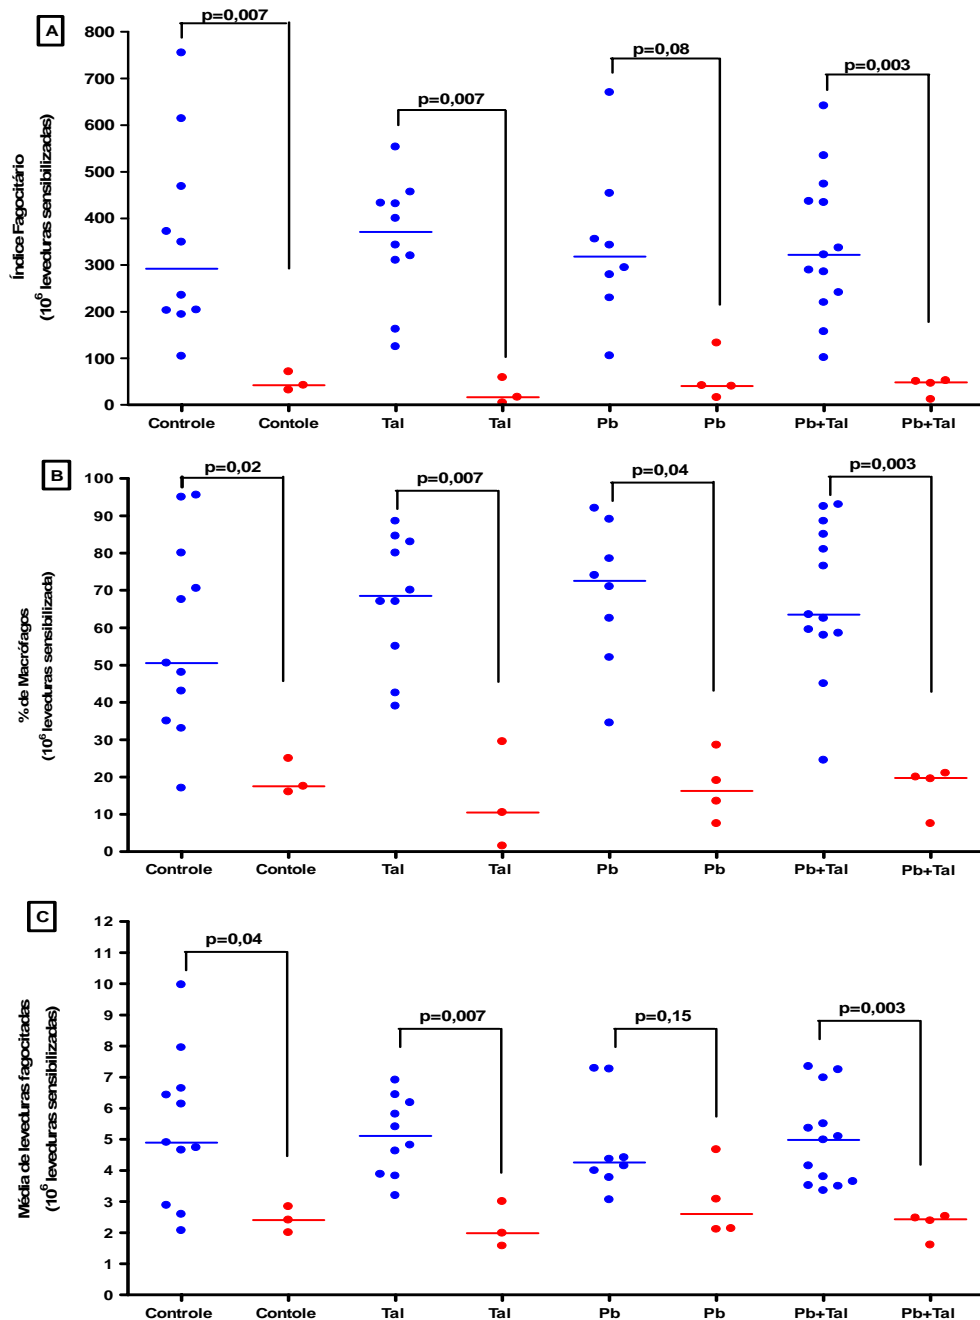 A
p=0,007
p=0,007
p=0,08
p=0,003
Índice Fagocitário
(10⁶ leveduras sensibilizadas)
800
700
600
500
400
300
200
100
0
Controle Contole Tal Tal Pb Pb Pb+Tal Pb+Tal
B
p=0,02
p=0,007
p=0,04
p=0,003
% de Macrófagos
(10⁶ leveduras sensibilizada)
100
90
80
70
60
50
40
30
20
10
0
Controle Contole Tal Tal Pb Pb Pb+Tal Pb+Tal
C
p=0,04
p=0,007
p=0,15
p=0,003
Média de leveduras fagocitadas
(10⁶ leveduras sensibilizadas)
12
11
10
9
8
7
6
5
4
3
2
1
0
Controle Contole Tal Tal Pb Pb Pb+Tal Pb+Tal